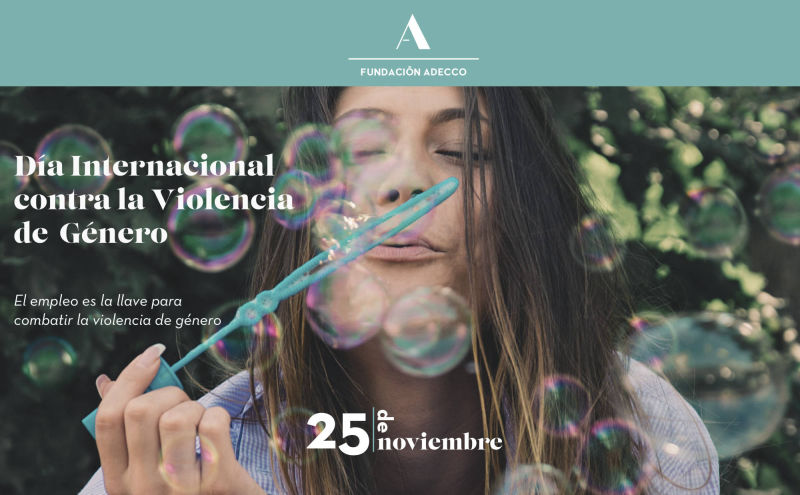 A
FUNDACIÓN ADECCO
Día Internacional
contra la Violencia
de Género
El empleo es la llave para
combatir la violencia de género
25 de noviembre